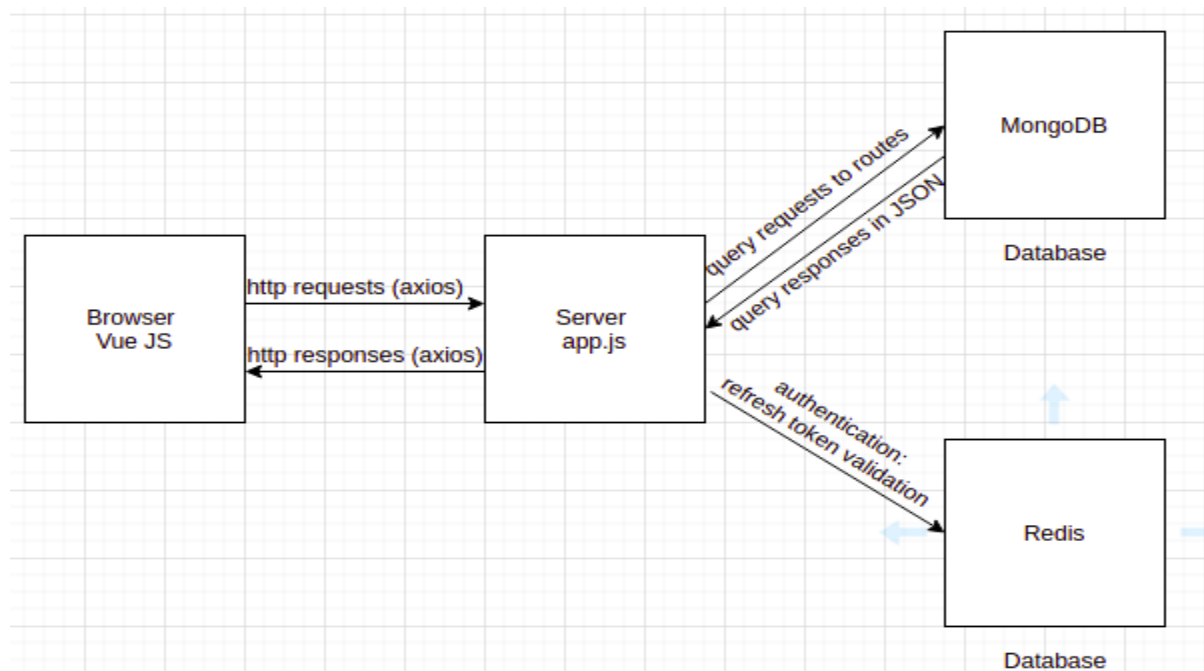 MongoDB
Database
query requests to routes
query responses in JSON
http requests (axios)
Browser
Vue JS
http responses (axios)
Server
app.js
authentication:
refresh token validation
Redis
Database